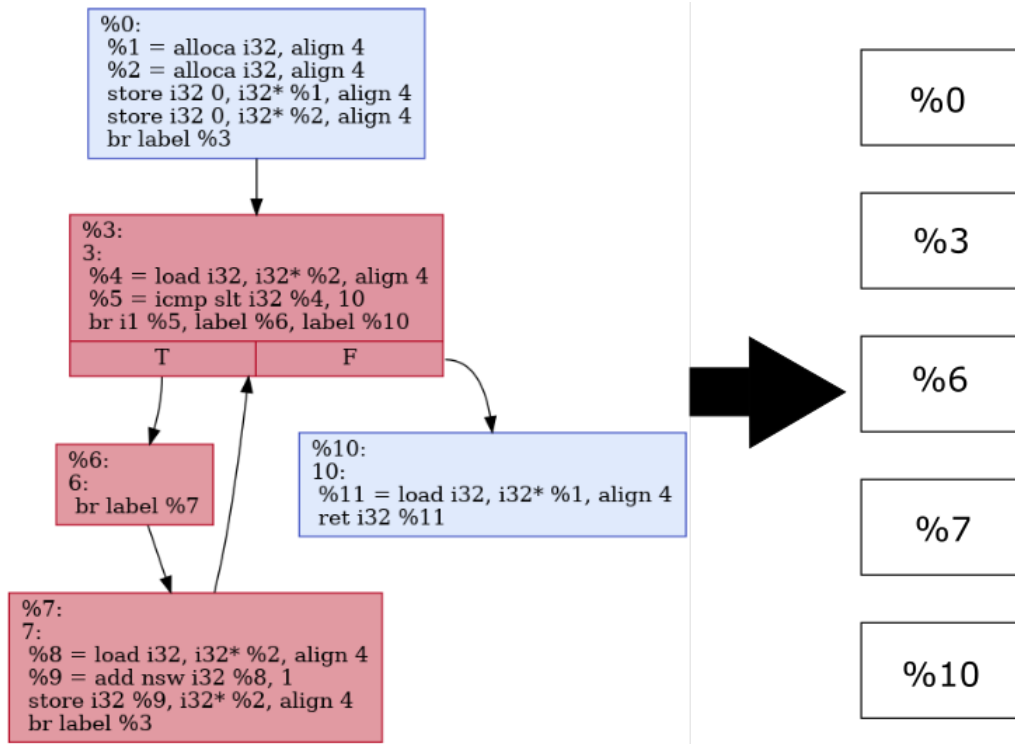 %0:
%1 = alloca i32, align 4
%2 = alloca i32, align 4
store i32 0, i32* %1, align 4
store i32 0, i32* %2, align 4
br label %3
%3:
3:
%4 = load i32, i32* %2, align 4
%5 = icmp slt i32 %4, 10
br i1 %5, label %6, label %10
T
F
%6:
6:
br label %7
%10:
10:
%11 = load i32, i32* %1, align 4
ret i32 %11
%7:
7:
%8 = load i32, i32* %2, align 4
%9 = add nsw i32 %8, 1
store i32 %9, i32* %2, align 4
br label %3
%0
%3
%6
%7
%10